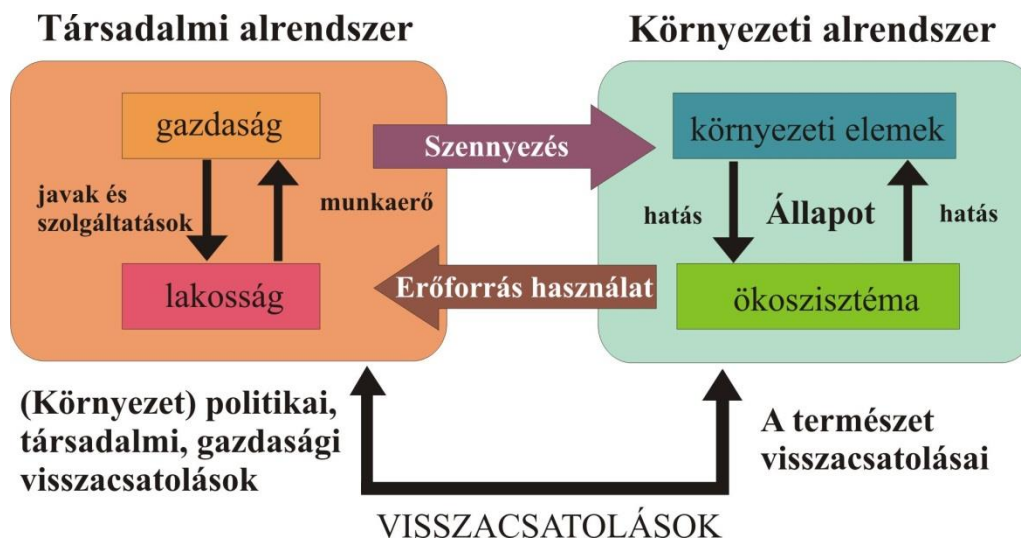 Társadalmi alrendszer
Környezeti alrendszer
gazdaság
javak és
szolgáltatások
munkaerő
lakosság
Szennyezés
Erőforrás használat
környezeti elemek
hatás
Állapot
hatás
ökoszisztéma
(Környezet) politikai,
társadalmi, gazdasági
visszacsatolások
A természet
visszacsatolásai
VISSZACSATOLÁSOK